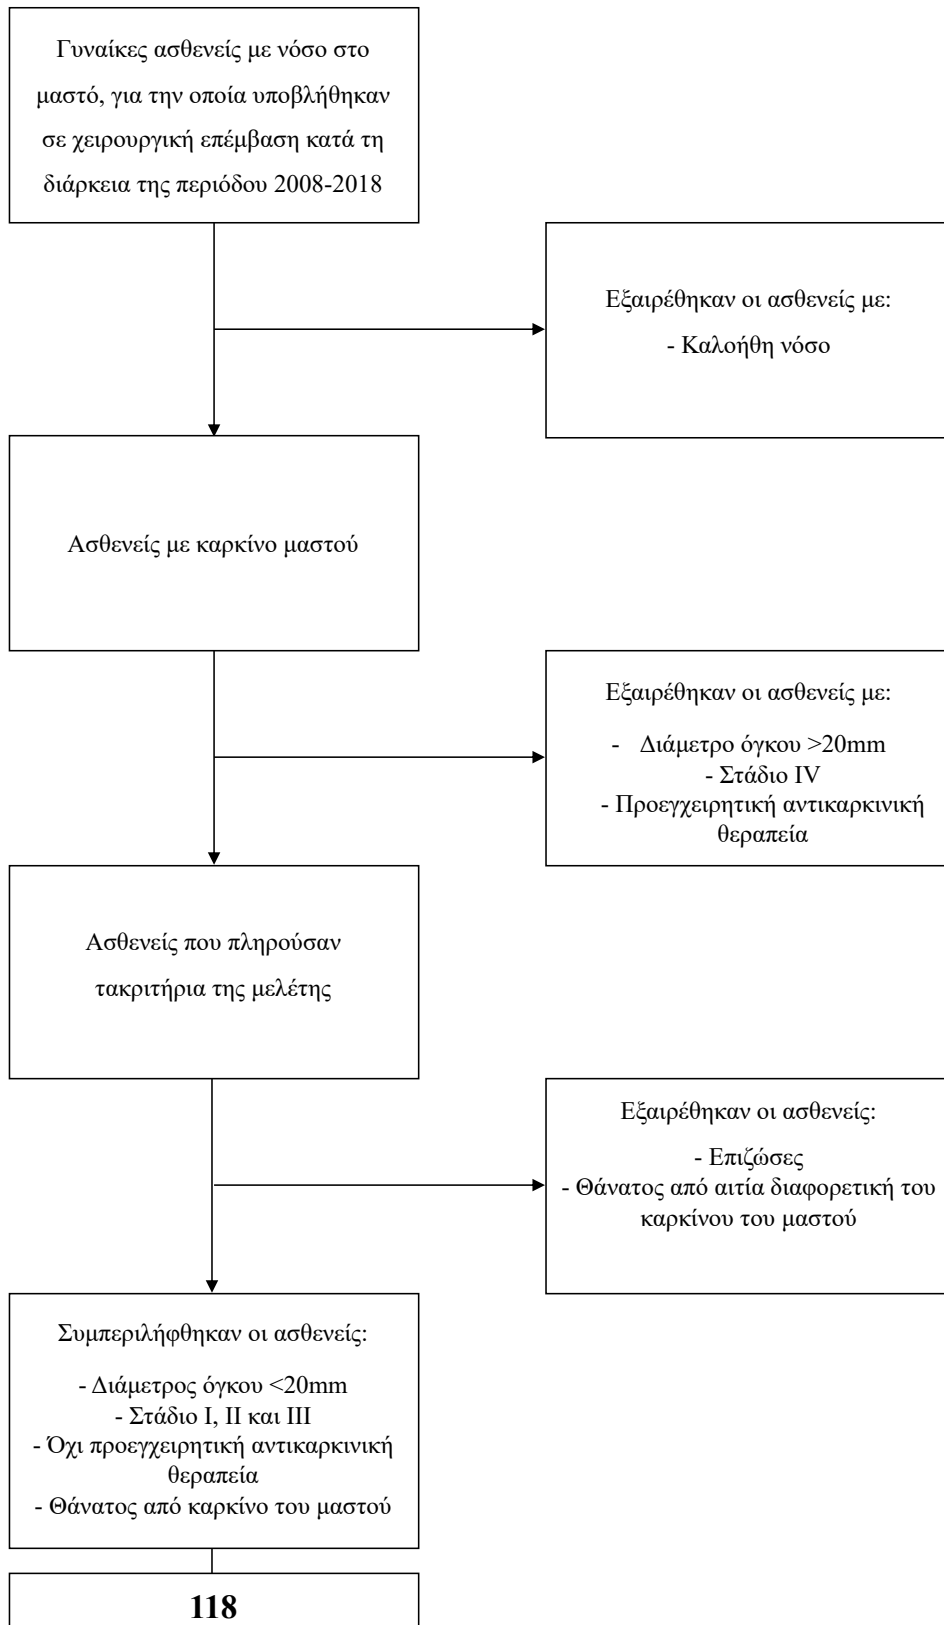 Γυναίκες ασθενείς με νόσο στο
μαστό, για την οποία υποβλήθηκαν
σε χειρουργική επέμβαση κατά τη
διάρκεια της περιόδου 2008-2018
Εξαιρέθηκαν οι ασθενείς με:
- Καλοήθη νόσο
Ασθενείς με καρκίνο μαστού
Εξαιρέθηκαν οι ασθενείς με:
- Διάμετρο όγκου >20mm
- Στάδιο IV
- Προεγχειρητική αντικαρκινική
θεραπεία
Ασθενείς που πληρούσαν
τακριτήρια της μελέτης
Εξαιρέθηκαν οι ασθενείς:
- Επιζώσες
- Θάνατος από αιτία διαφορετική του
καρκίνου του μαστού
Συμπεριλήφθηκαν οι ασθενείς:
- Διάμετρος όγκου <20mm
- Στάδιο I, II και III
- Όχι προεγχειρητική αντικαρκινική
θεραπεία
- Θάνατος από καρκίνο του μαστού
118